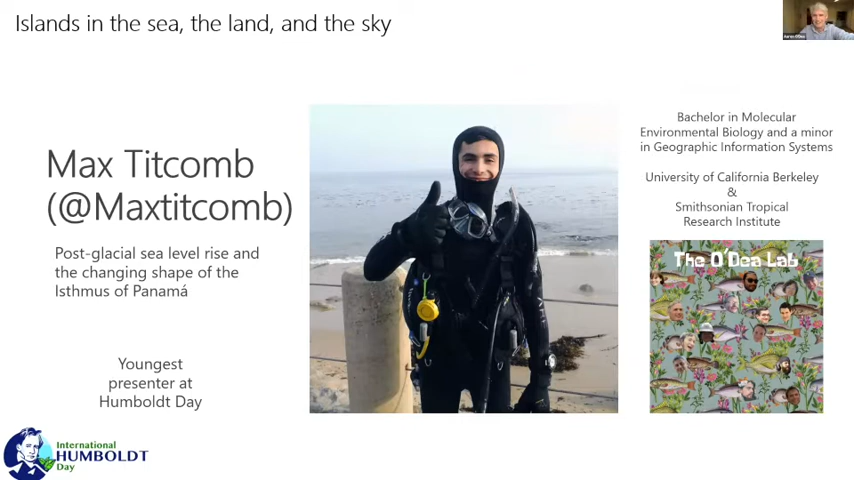 Islands in the sea, the land, and the sky
Aaron O'Dea
Max Titcomb
(@Maxtitcomb)
Post-glacial sea level rise and
the changing shape of the
Isthmus of Panamá
Youngest
presenter at
Humboldt Day
Bachelor in Molecular
Environmental Biology and a minor
in Geographic Information Systems
University of California Berkeley
&
Smithsonian Tropical
Research Institute
The O'Dea Lab
International
HUMBOLDT
Day